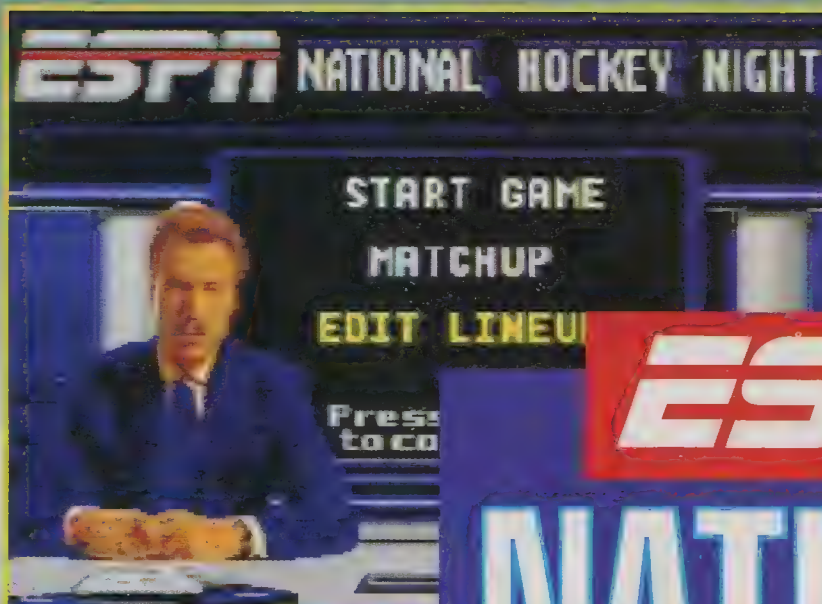 ESPN NATIONAL HOCKEY NIGHT
START GAME
MATCHUP
EDIT LINEU
Press
to co
ES
NATI